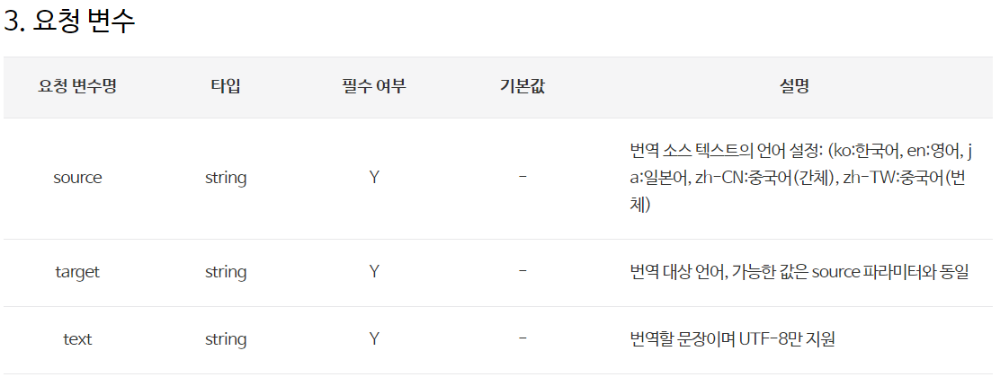 3. 요청 변수
요청 변수명 타입 필수 여부 기본값 설명
번역 소스 텍스트의 언어 설정: (ko:한국어, en:영어, j
source string Y - a:일본어, zh-CN:중국어(간체), zh-TW:중국어(번
체)
target string Y - 번역 대상 언어, 가능한 값은 source 파라미터와 동일
text string Y - 번역할 문장이며 UTF-8만 지원